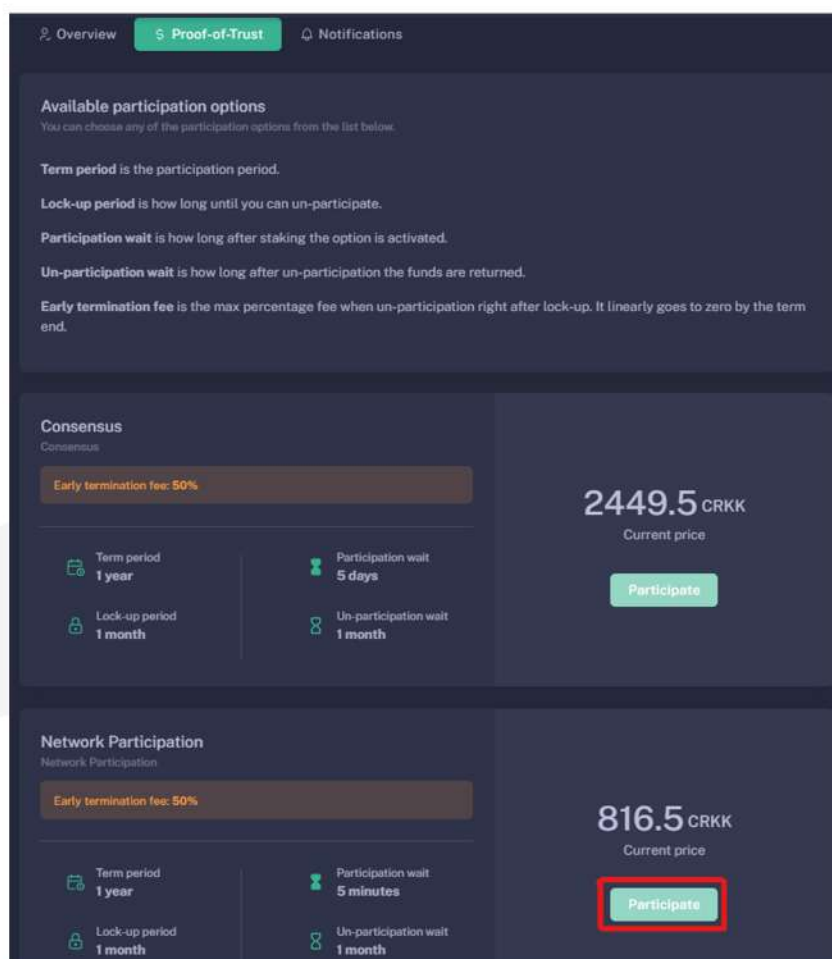 Overview
$ Proof-of-Trust
Notifications
Available participation options
You can choose any of the participation options from the list below.
Term period is the participation period.
Lock-up period is how long until you can un-participate.
Participation wait is how long after staking the option is activated.
Un-participation wait is how long after un-participation the funds are returned.
Early termination fee is the max percentage fee when un-participation right after lock-up. It linearly goes to zero by the term
end.
Consensus
Consensus
Early termination fee: 50%
Term period
1 year
Participation wait
5 days
Lock-up period
1 month
Un-participation wait
1 month
2449.5 CRKK
Current price
Participate
Network Participation
Network Participation
Early termination fee: 50%
Term period
1 year
Participation wait
5 minutes
Lock-up period
1 month
Un-participation wait
1 month
816.5 CRKK
Current price
Participate